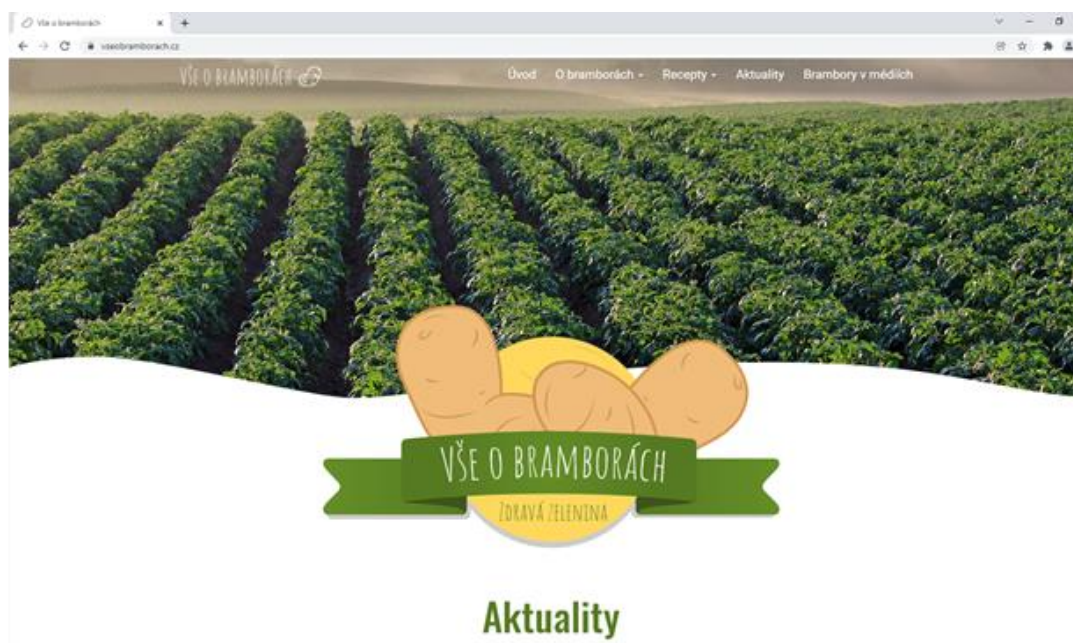 Vše o bramborách
vseobramborach.cz
VŠE O BRAMBORÁCH
Úvod O bramborách Recepty Aktuality Brambory v médiích
VŠE O BRAMBORÁCH
ZDRAVÁ ZELENINA
Aktuality